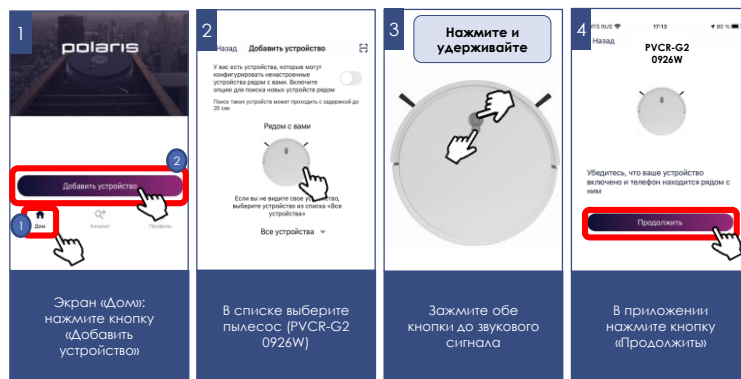 1
polaris
2
Добавить устройство
1
Дом
Каталог
Профиль
Экран «Дом»:
нажмите кнопку
«Добавить
устройство»
2
Назад Добавить устройство
У вас есть устройства, которые могут
конфигурировать ненастроенные
устройства рядом с вами. Включите
опцию для поиска новых устройств рядом
Поиск таких устройств может проходить с задержкой до
20 сек
Рядом с вами
Если вы не видите свое устройство,
выберите устройство из списка «Все
устройства»
Все устройства
В списке выберите
пылесос (PVCR-G2
0926W)
3
Нажмите и
удерживайте
Зажмите обе
кнопки до звукового
сигнала
4
MTS RUS 17:13 80 %
Назад
PVCR-G2
0926W
Убедитесь, что ваше устройство
включено и телефон находится рядом с
ним
Продолжить
В приложении
нажмите кнопку
«Продолжить»